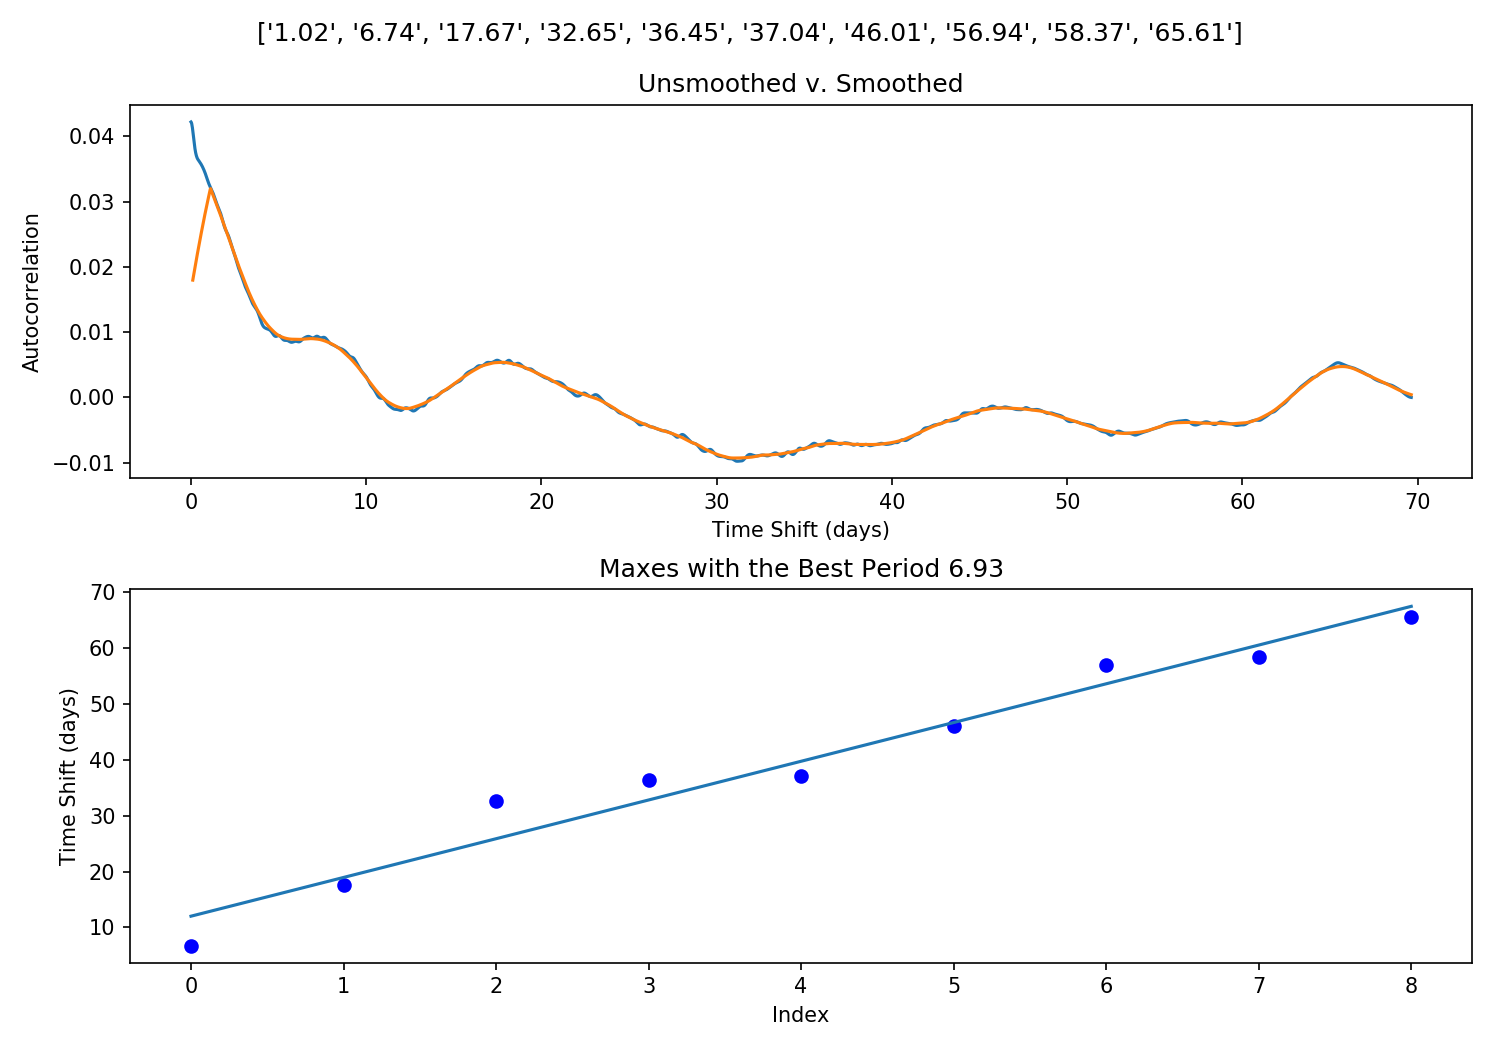 ['1.02', '6.74', '17.67', '32.65', '36.45', '37.04', '46.01', '56.94', '58.37', '65.61']
Unsmoothed v. Smoothed
0.04
0.03
0.02
0.01
0.00
−0.01
Autocorrelation
0 10 20 30 40 50 60 70
Time Shift (days)
Maxes with the Best Period 6.93
70
60
50
40
30
20
10
Time Shift (days)
0 1 2 3 4 5 6 7 8
Index